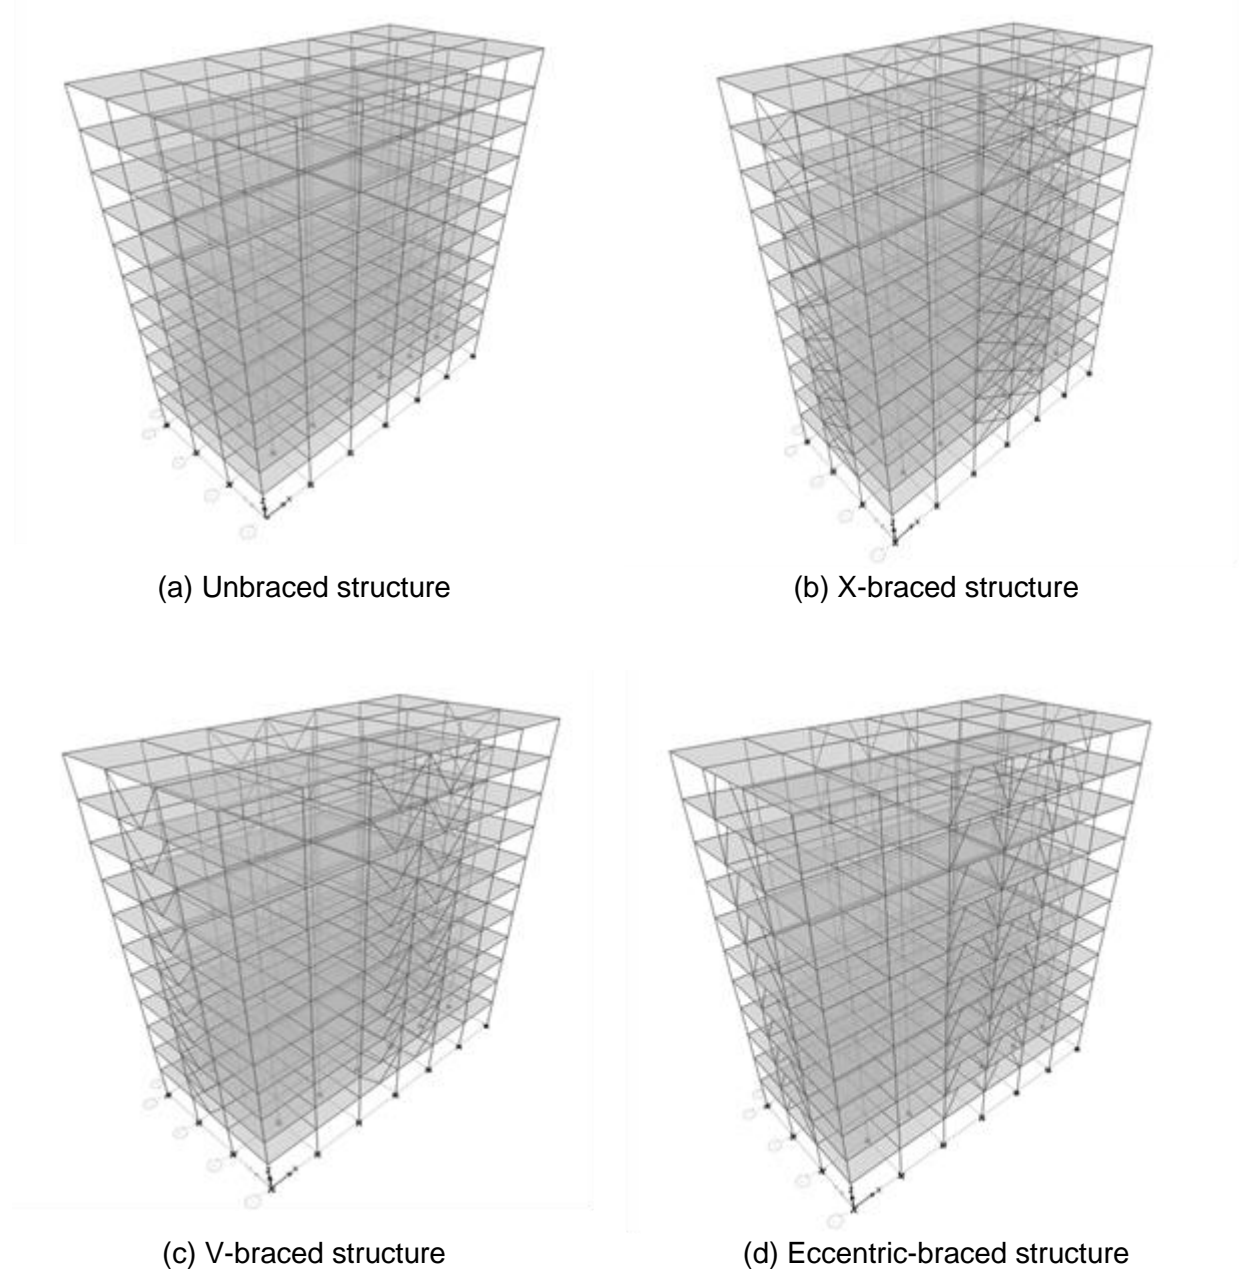 (a) Unbraced structure
(b) X-braced structure
(c) V-braced structure
(d) Eccentric-braced structure